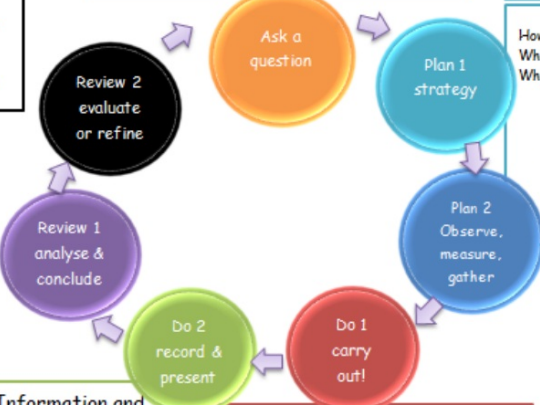 Ask a
question
Plan 1
strategy
Plan 2
Observe,
measure,
gather
Do 1
carry
out!
Do 2
record &
present
Review 1
analyse &
conclude
Review 2
evaluate
or refine
Information and